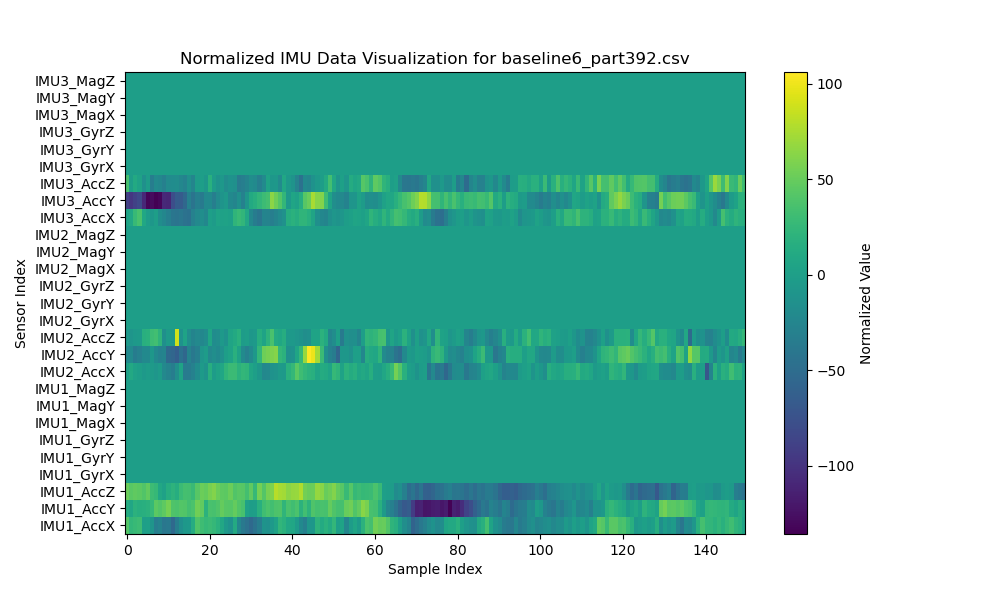 Normalized IMU Data Visualization for baseline6_part392.csv
IMU3_MagZ
IMU3_MagY
IMU3_MagX
IMU3_GyrZ
IMU3_GyrY
IMU3_GyrX
IMU3_AccZ
IMU3_AccY
IMU3_AccX
IMU2_MagZ
IMU2_MagY
IMU2_MagX
IMU2_GyrZ
IMU2_GyrY
IMU2_GyrX
IMU2_AccZ
IMU2_AccY
IMU2_AccX
IMU1_MagZ
IMU1_MagY
IMU1_MagX
IMU1_GyrZ
IMU1_GyrY
IMU1_GyrX
IMU1_AccZ
IMU1_AccY
IMU1_AccX
Sensor Index
0 20 40 60 80 100 120 140
Sample Index
100
50
0
−50
−100
Normalized Value